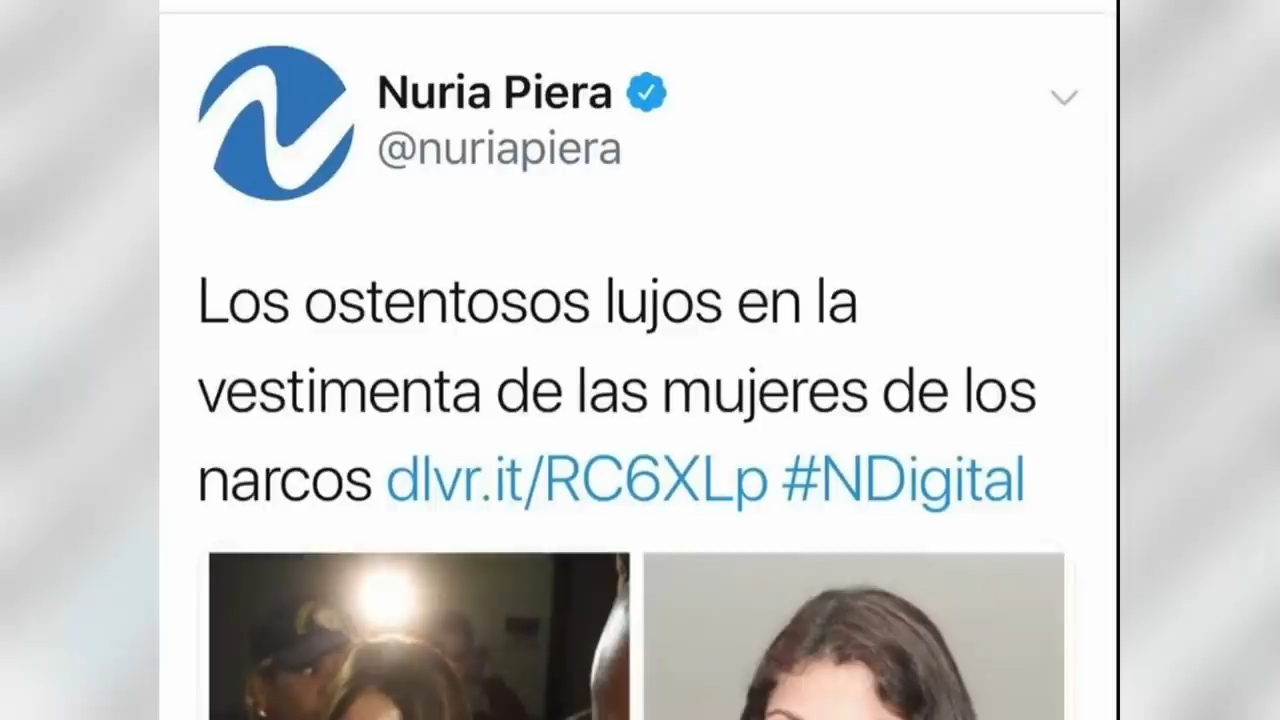 Nuria Piera
@nuriapiera
Los ostentosos lujos en la
vestimenta de las mujeres de los
narcos dlvr.it/RC6XLp #NDigital